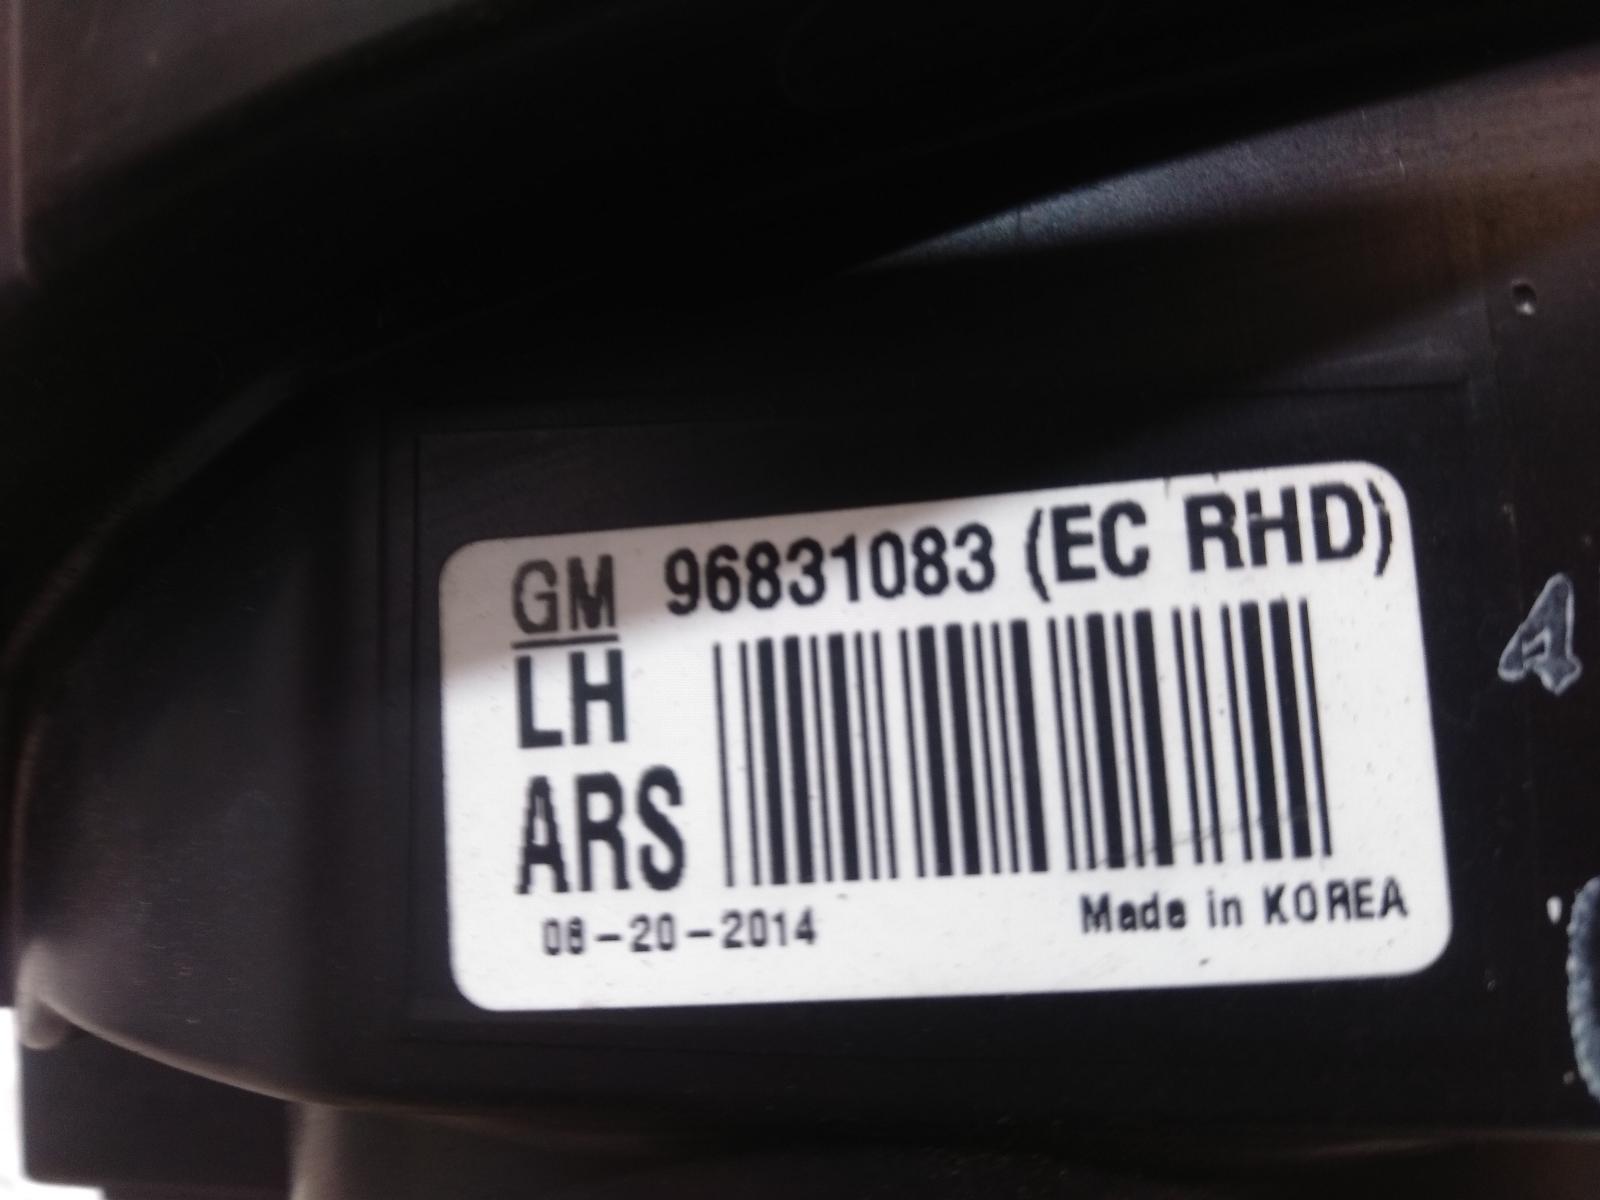 GM 96831083 (EC RHD)
LH
ARS
08-20-2014
Made in KOREA
A